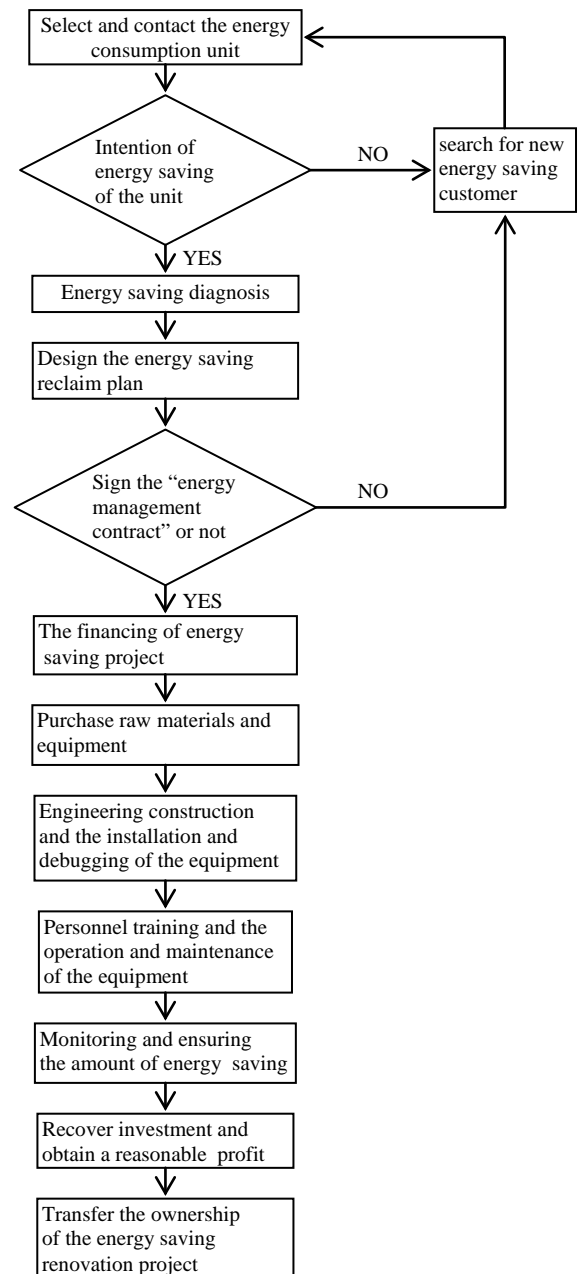 Select and contact the energy
consumption unit
Intention of
energy saving
of the unit
NO
search for new
energy saving
customer
YES
Energy saving diagnosis
Design the energy saving
reclaim plan
Sign the “energy
management
contract” or not
NO
YES
The financing of energy
saving project
Purchase raw materials and
equipment
Engineering construction
and the installation and
debugging of the equipment
Personnel training and the
operation and maintenance
of the equipment
Monitoring and ensuring
the amount of energy saving
Recover investment and
obtain a reasonable profit
Transfer the ownership
of the energy saving
renovation project